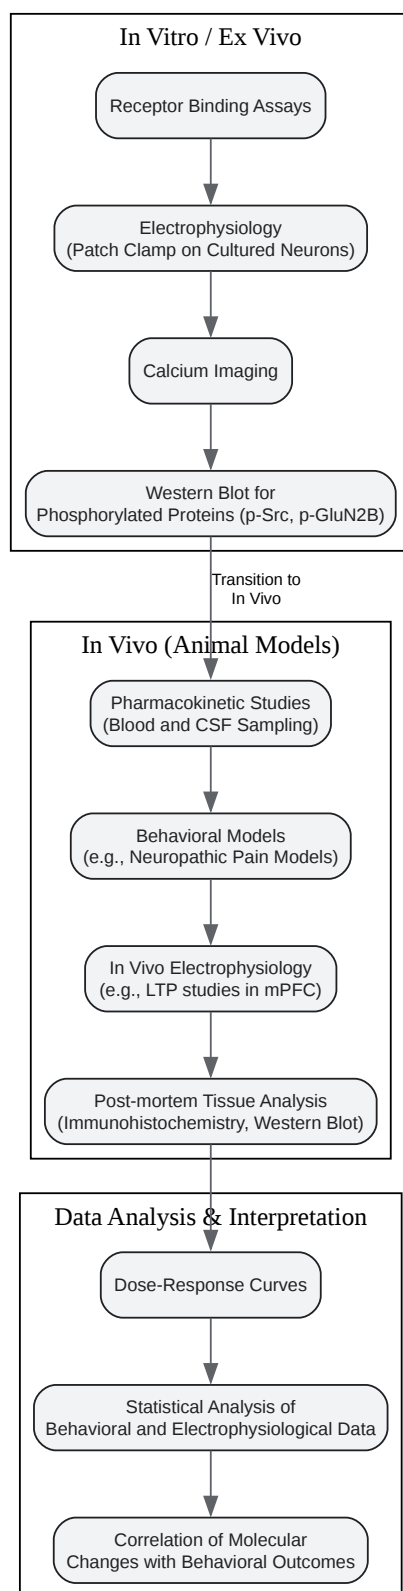 In Vitro / Ex Vivo
Receptor Binding Assays
Electrophysiology
(Patch Clamp on Cultured Neurons)
Calcium Imaging
Western Blot for
Phosphorylated Proteins (p-Src, p-GluN2B)
Transition to
In Vivo
In Vivo (Animal Models)
Pharmacokinetic Studies
(Blood and CSF Sampling)
Behavioral Models
(e.g., Neuropathic Pain Models)
In Vivo Electrophysiology
(e.g., LTP studies in mPFC)
Post-mortem Tissue Analysis
(Immunohistochemistry, Western Blot)
Data Analysis & Interpretation
Dose-Response Curves
Statistical Analysis of
Behavioral and Electrophysiological Data
Correlation of Molecular
Changes with Behavioral Outcomes